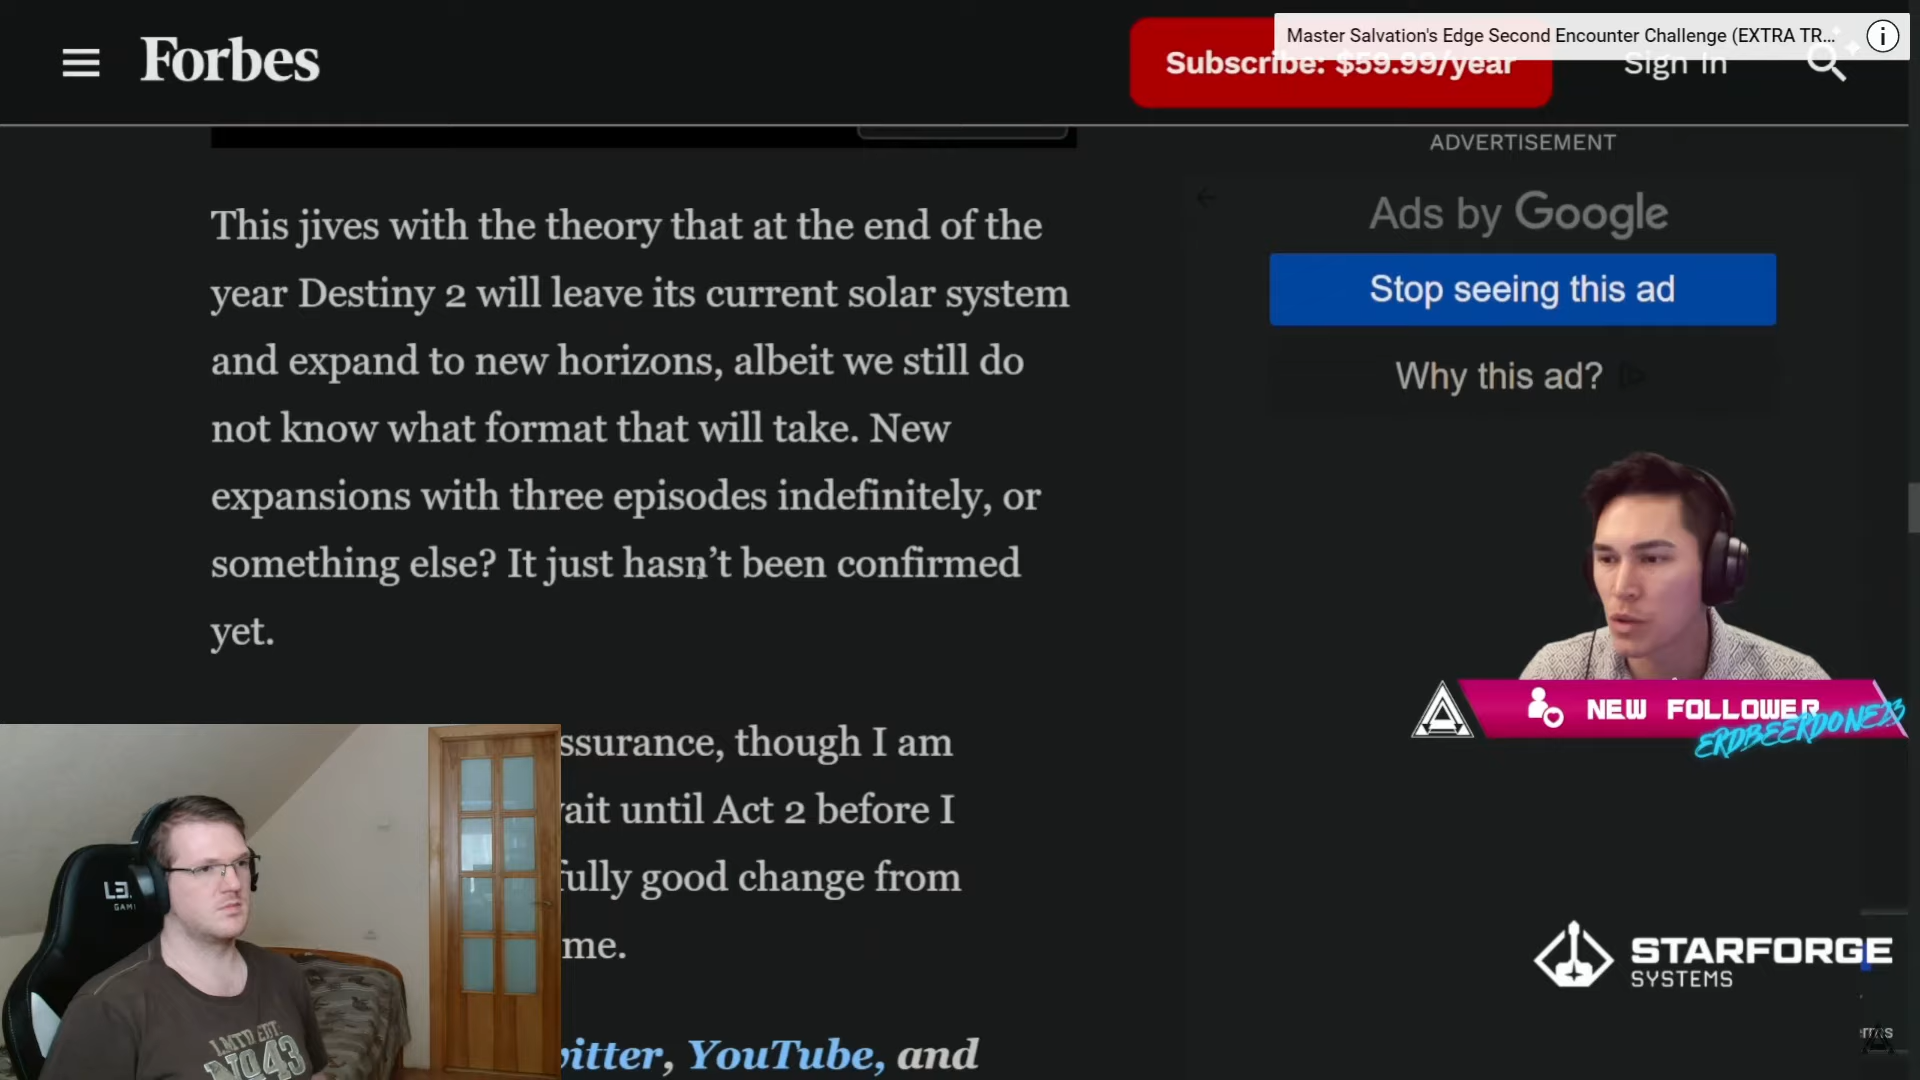 Forbes
Subscribe: $59.99/year
Sign In
Master Salvation's Edge Second Encounter Challenge (EXTRA TR...
ADVERTISEMENT
Ads by Google
Stop seeing this ad
Why this ad?
This jives with the theory that at the end of the
year Destiny 2 will leave its current solar system
and expand to new horizons, albeit we still do
not know what format that will take. New
expansions with three episodes indefinitely, or
something else? It just hasn't been confirmed
yet.
NEW FOLLOWER
ERDBEERDONE23
ssurance, though I am
ait until Act 2 before I
fully good change from
me.
itter, YouTube, and
STARFORGE
SYSTEMS
LMTD EDT.
No43